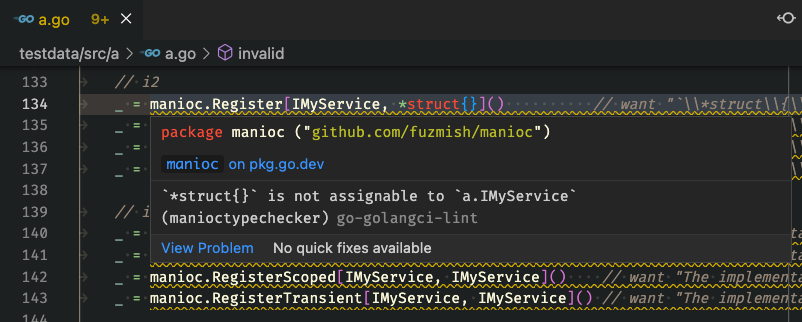 a.go 9+
testdata/src/a > a.go > invalid
133 // i2
134 _ = manioc.Register[IMyService, *struct{}]() // want "`\\*struct\\{\\
135 _ =
136 _ =
137 _ =
138
139 // i
140 _ =
141 _ =
142 _ = manioc.RegisterScoped[IMyService, IMyService]() // want "The implementa
143 _ = manioc.RegisterTransient[IMyService, IMyService]() // want "The implementa
144
package manioc ("github.com/fuzmish/manioc")
manioc on pkg.go.dev
`*struct{}` is not assignable to `a.IMyService`
(manioctypechecker) go-golangci-lint
View Problem No quick fixes available